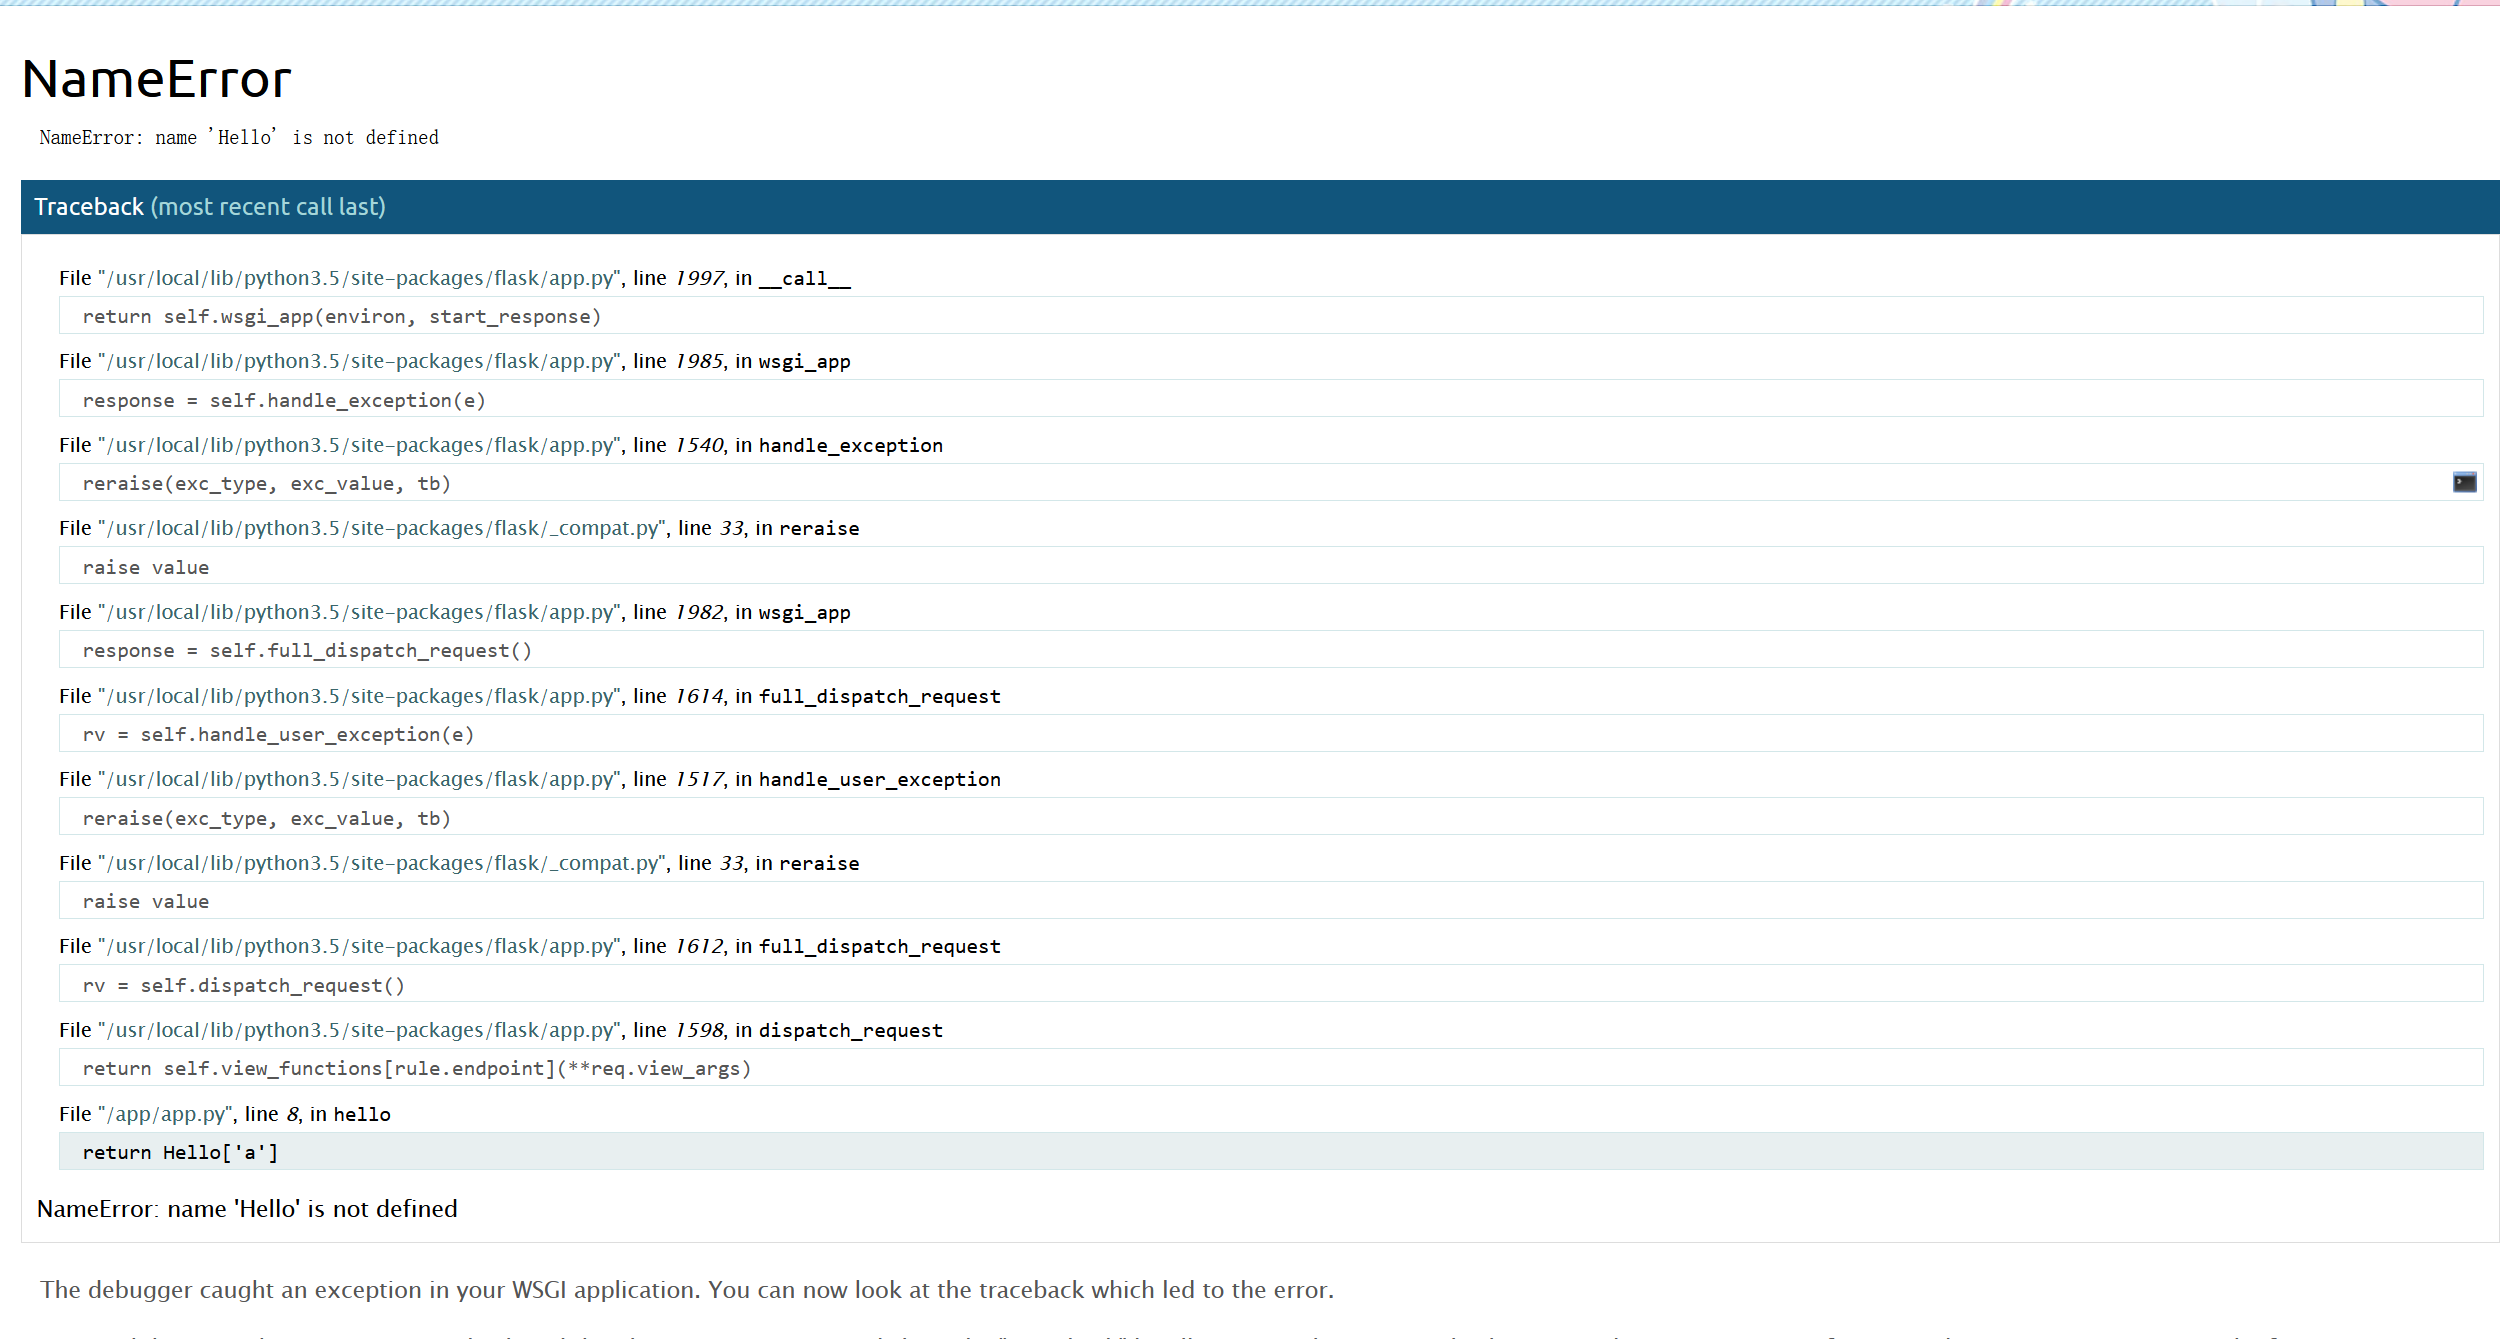 NameError
NameError: name 'Hello' is not defined
Traceback (most recent call last)
File "/usr/local/lib/python3.5/site-packages/flask/app.py", line 1997, in __call__
return self.wsgi_app(environ, start_response)
File "/usr/local/lib/python3.5/site-packages/flask/app.py", line 1985, in wsgi_app
response = self.handle_exception(e)
File "/usr/local/lib/python3.5/site-packages/flask/app.py", line 1540, in handle_exception
reraise(exc_type, exc_value, tb)
File "/usr/local/lib/python3.5/site-packages/flask/_compat.py", line 33, in reraise
raise value
File "/usr/local/lib/python3.5/site-packages/flask/app.py", line 1982, in wsgi_app
response = self.full_dispatch_request()
File "/usr/local/lib/python3.5/site-packages/flask/app.py", line 1614, in full_dispatch_request
rv = self.handle_user_exception(e)
File "/usr/local/lib/python3.5/site-packages/flask/app.py", line 1517, in handle_user_exception
reraise(exc_type, exc_value, tb)
File "/usr/local/lib/python3.5/site-packages/flask/_compat.py", line 33, in reraise
raise value
File "/usr/local/lib/python3.5/site-packages/flask/app.py", line 1612, in full_dispatch_request
rv = self.dispatch_request()
File "/usr/local/lib/python3.5/site-packages/flask/app.py", line 1598, in dispatch_request
return self.view_functions[rule.endpoint](**req.view_args)
File "/app/app.py", line 8, in hello
return Hello['a']
NameError: name 'Hello' is not defined
The debugger caught an exception in your WSGI application. You can now look at the traceback which led to the error.